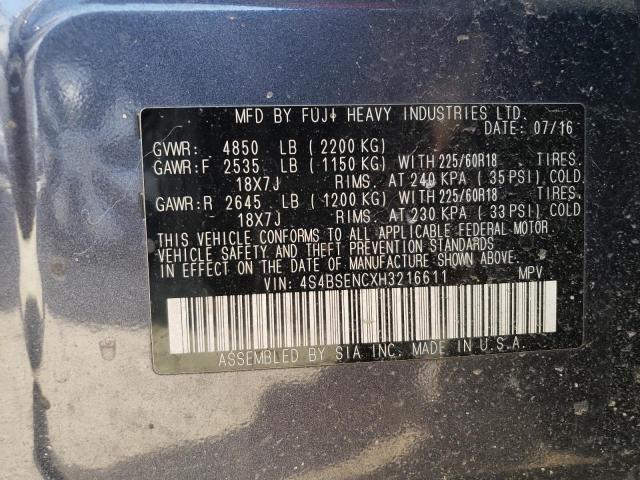 MFD BY FUJI HEAVY INDUSTRIES LTD.
DATE: 07/16
GVWR: 4850 LB (2200 KG)
GAWR:F 2535 LB (1150 KG) WITH 225/60R18 TIRES.
18X7J RIMS. AT 240 KPA (35 PSI) COLD
GAWR:R 2645 LB (1200 KG) WITH 225/60R18 TIRES.
18X7J RIMS. AT 230 KPA (33 PSI) COLD
THIS VEHICLE CONFORMS TO ALL APPLICABLE FEDERAL MOTOR
VEHICLE SAFETY AND THEFT PREVENTION STANDARDS
IN EFFECT ON THE DATE OF MANUFACTURE SHOWN ABOVE.
VIN: 4S4BSENCXH3216611 MPV
ASSEMBLED BY SIA INC. MADE IN U.S.A.